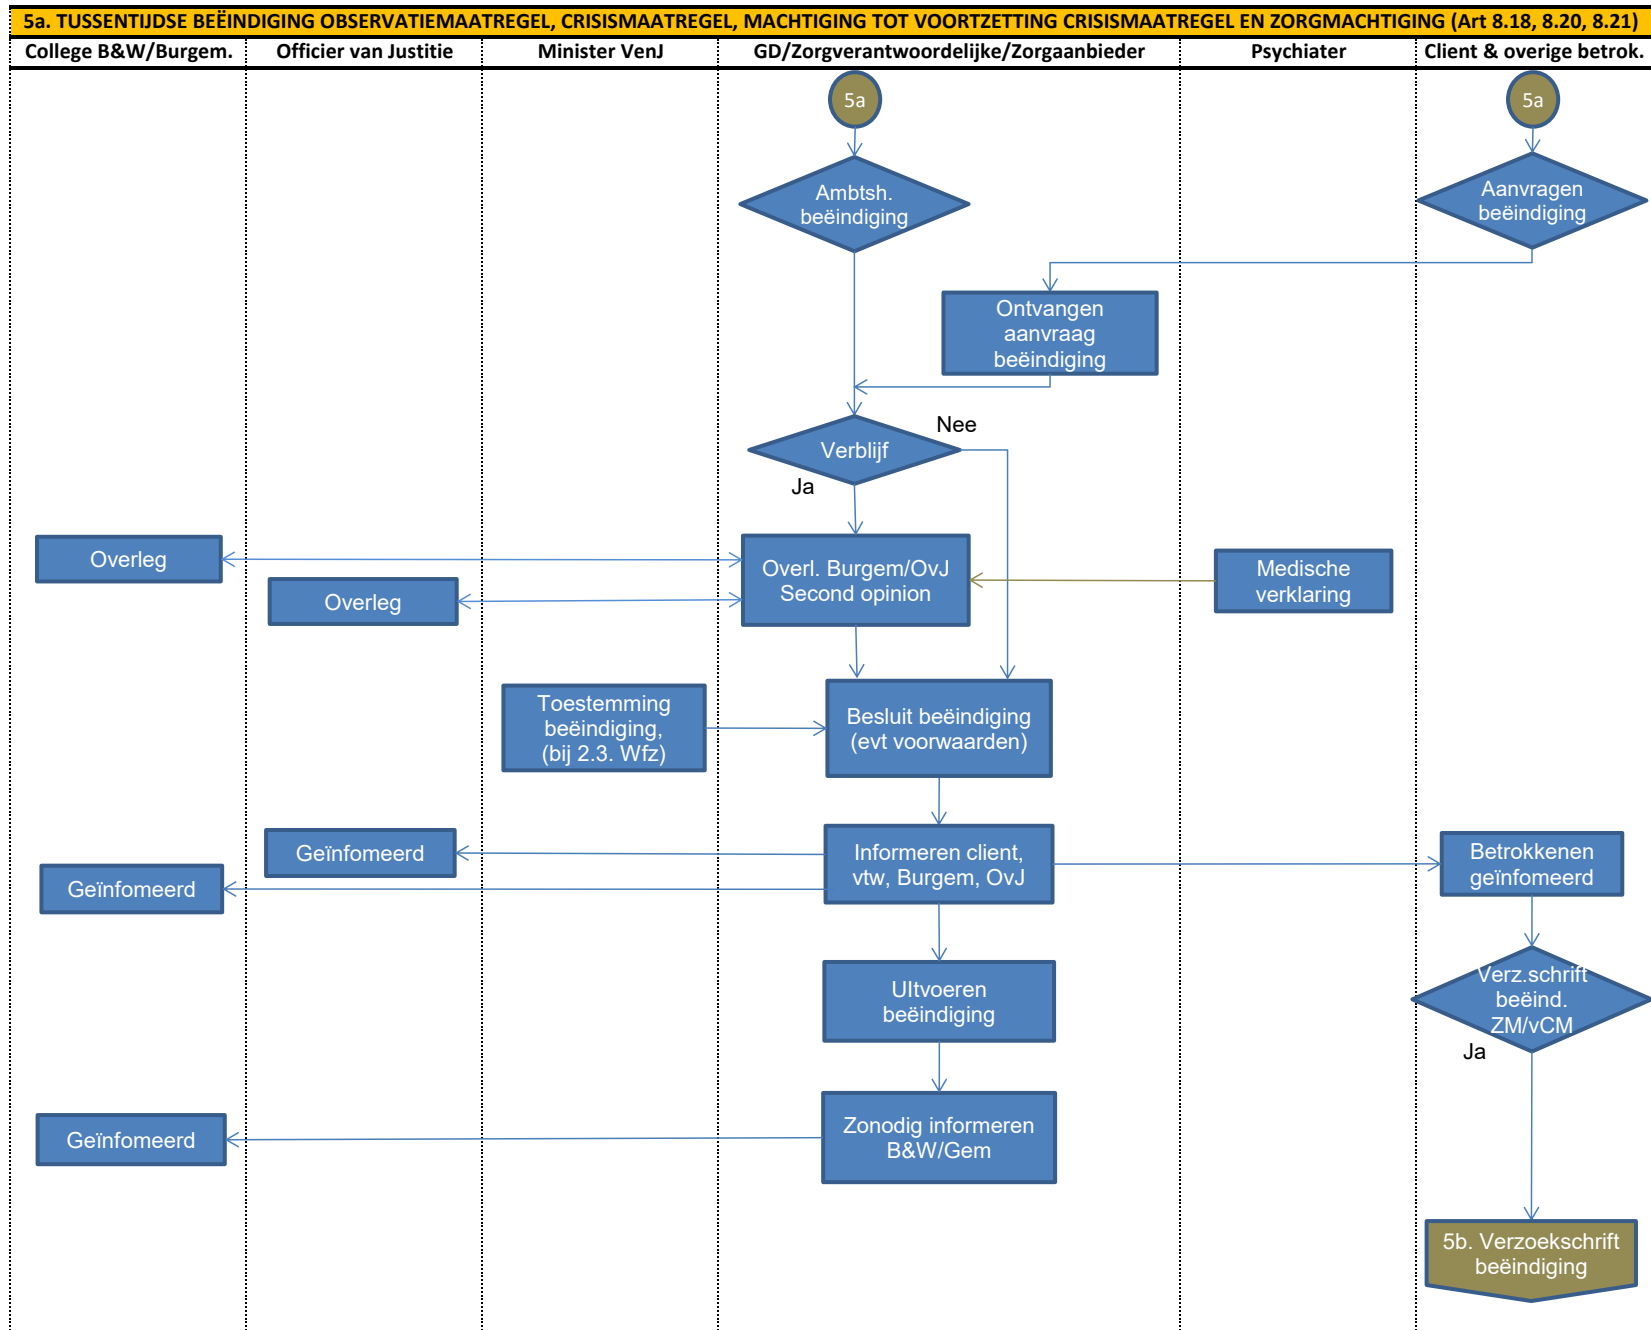 5a. TUSSENTIJDSE BEËINDIGING OBSERVATIEMAATREGEL, CRISISMAATREGEL, MACHTIGING TOT VOORTZETTING CRISISMAATREGEL EN ZORGMACHTIGING (Art 8.18, 8.20, 8.21)
College B&W/Burgem.
Officier van Justitie
Minister VenJ
GD/Zorgverantwoordelijke/Zorgaanbieder
Psychiater
Client & overige betrok.
5a
5a
Ambtsh.
beëindiging
Aanvragen
beëindiging
Ontvangen
aanvraag
beëindiging
Nee
Verblijf
Ja
Overleg
Overleg
Overl. Burgem/OvJ
Second opinion
Medische
verklaring
Toestemming
beëindiging,
(bij 2.3. Wfz)
Besluit beëindiging
(evt voorwaarden)
Geïnfomeerd
Geïnfomeerd
Informeren client,
vtw, Burgem, OvJ
Betrokkenen
geïnfomeerd
UItvoeren
beëindiging
Verz.schrift
beëind.
ZM/vCM
Ja
Geïnfomeerd
Zonodig informeren
B&W/Gem
5b. Verzoekschrift
beëindiging